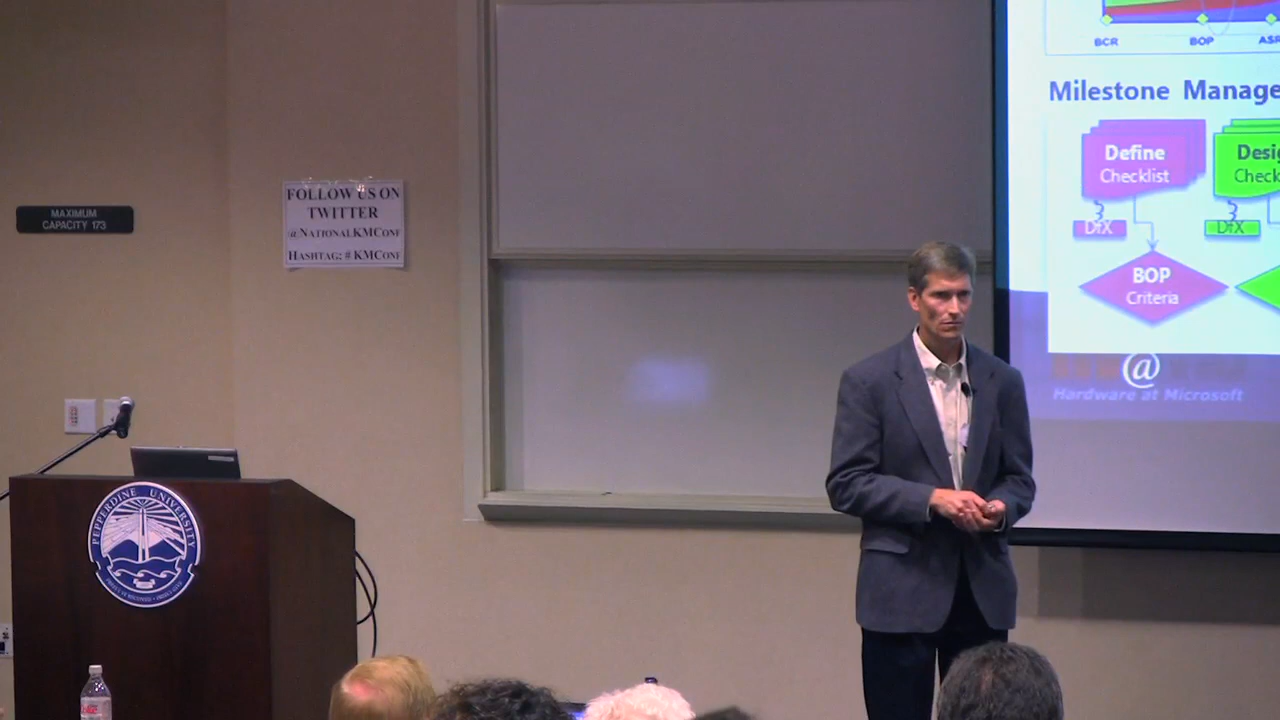 MAXIMUM
CAPACITY 173
FOLLOW US ON
TWITTER
@NATIONALKMCONF
HASHTAG: #KMCONF
PEPPERDINE UNIVERSITY
BCR BOP ASR
Milestone Manage
Define
Checklist
Desig
Check
DfX DfX
BOP
Criteria
@
Hardware at Microsoft